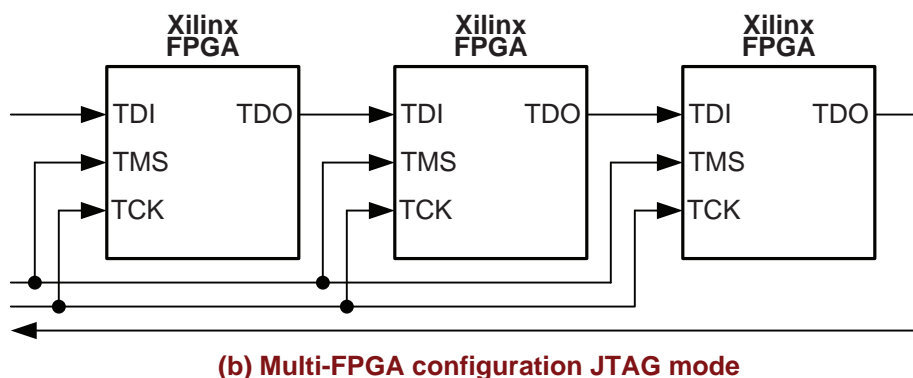 Xilinx
FPGA
Xilinx
FPGA
Xilinx
FPGA
TDI TDO
TMS
TCK
TDI TDO
TMS
TCK
TDI TDO
TMS
TCK
(b) Multi-FPGA configuration JTAG mode